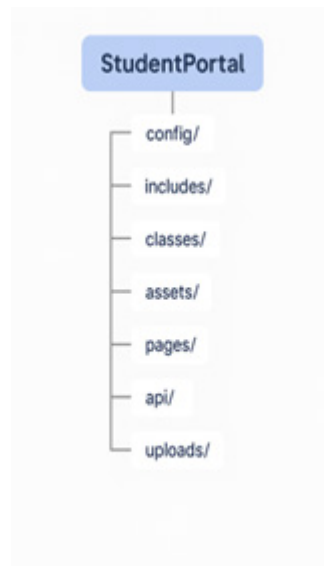 StudentPortal
config/
includes/
classes/
assets/
pages/
api/
uploads/